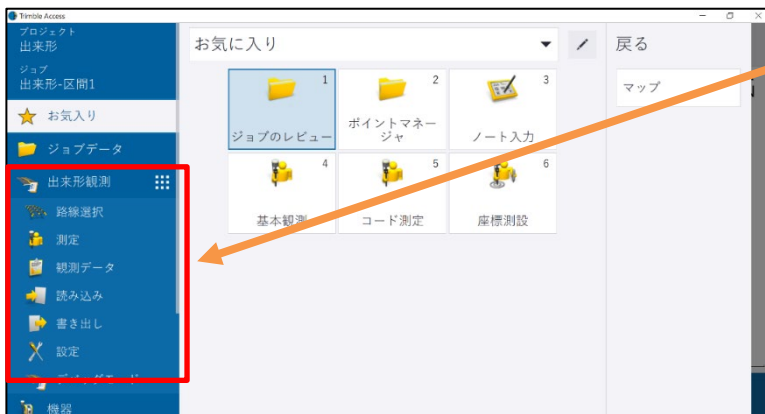 Trimble Access
プロジェクト
出来形
ジョブ
出来形-区間1
お気入り
ジョブデータ
出来形観測
路線選択
測定
観測データ
読み込み
書き出し
設定
機器
お気に入り
1
ジョブのレビュー
2
ポイントマネー
ジャ
3
ノート入力
4
基本観測
5
コード測定
6
座標測設
戻る
マップ